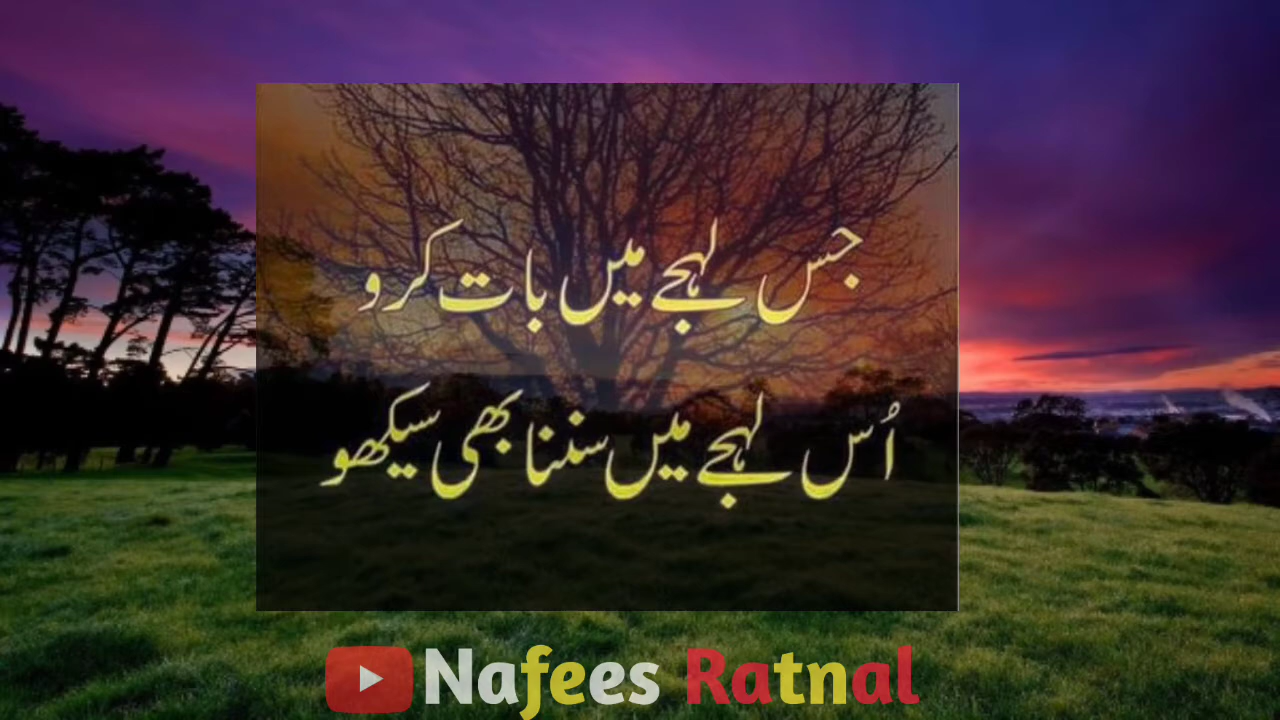 جس لہجے میں بات کرو
اُس لہجے میں سننا بھی سیکھو
Nafees Ratnal